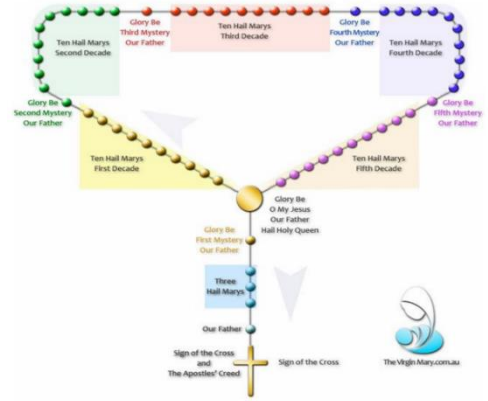 Glory Be
Third Mystery
Our Father
Ten Hail Marys
Third Decade
Glory Be
Fourth Mystery
Our Father
Ten Hail Marys
Second Decade
Ten Hail Marys
Fourth Decade
Glory Be
Second Mystery
Our Father
Glory Be
Fifth Mystery
Our Father
Ten Hail Marys
First Decade
Ten Hail Marys
Fifth Decade
Glory Be
O My Jesus
Our Father
Hail Holy Queen
Glory Be
First Mystery
Our Father
Three
Hail Marys
Our Father
Sign of the Cross
and
The Apostles' Creed
Sign of the Cross
The Virgin Mary.com.au